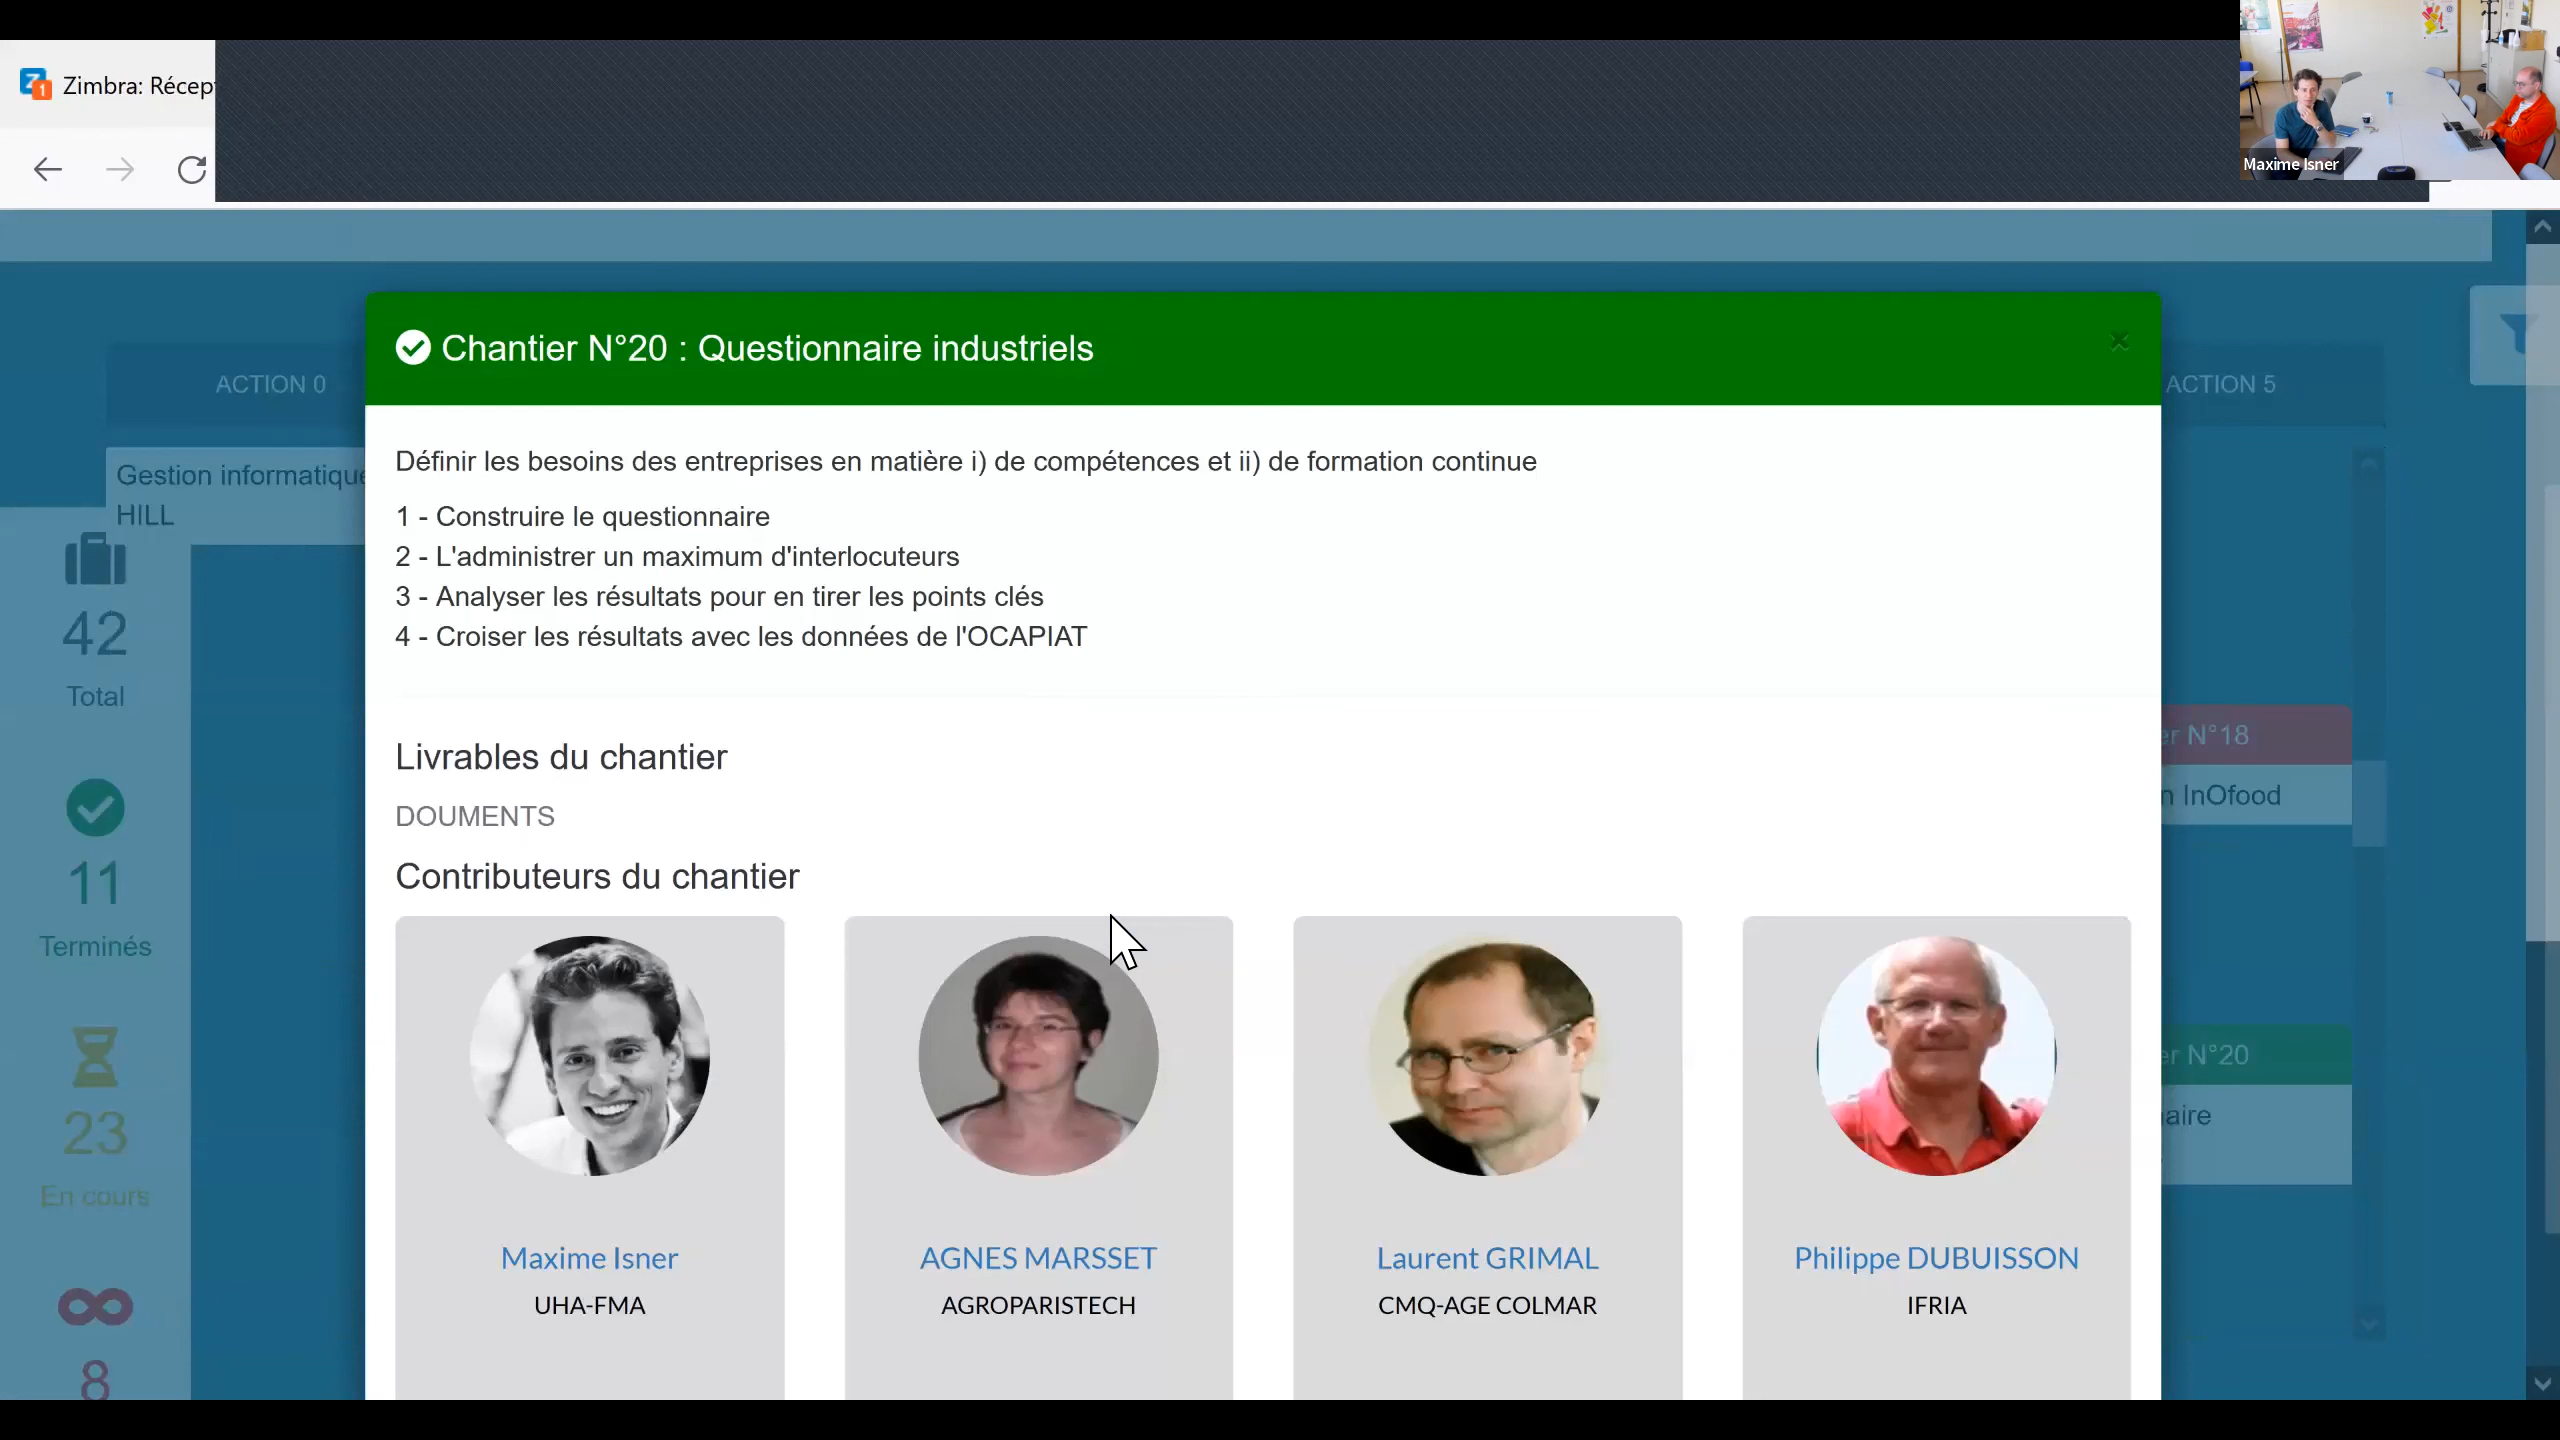 Zimbra: Récep
Maxime Isner
Chantier N°20 : Questionnaire industriels
×
ACTION 0
ACTION 5
Définir les besoins des entreprises en matière i) de compétences et ii) de formation continue
Gestion informatique
HILL
1 - Construire le questionnaire
2 - L'administrer un maximum d'interlocuteurs
3 - Analyser les résultats pour en tirer les points clés
4 - Croiser les résultats avec les données de l'OCAPIAT
42
Total
11
Terminés
23
En cours
8
Livrables du chantier
DOUMENTS
Contributeurs du chantier
er N°18
n InOfood
er N°20
aire
Maxime Isner
UHA-FMA
AGNES MARSSET
AGROPARISTECH
Laurent GRIMAL
CMQ-AGE COLMAR
Philippe DUBUISSON
IFRIA